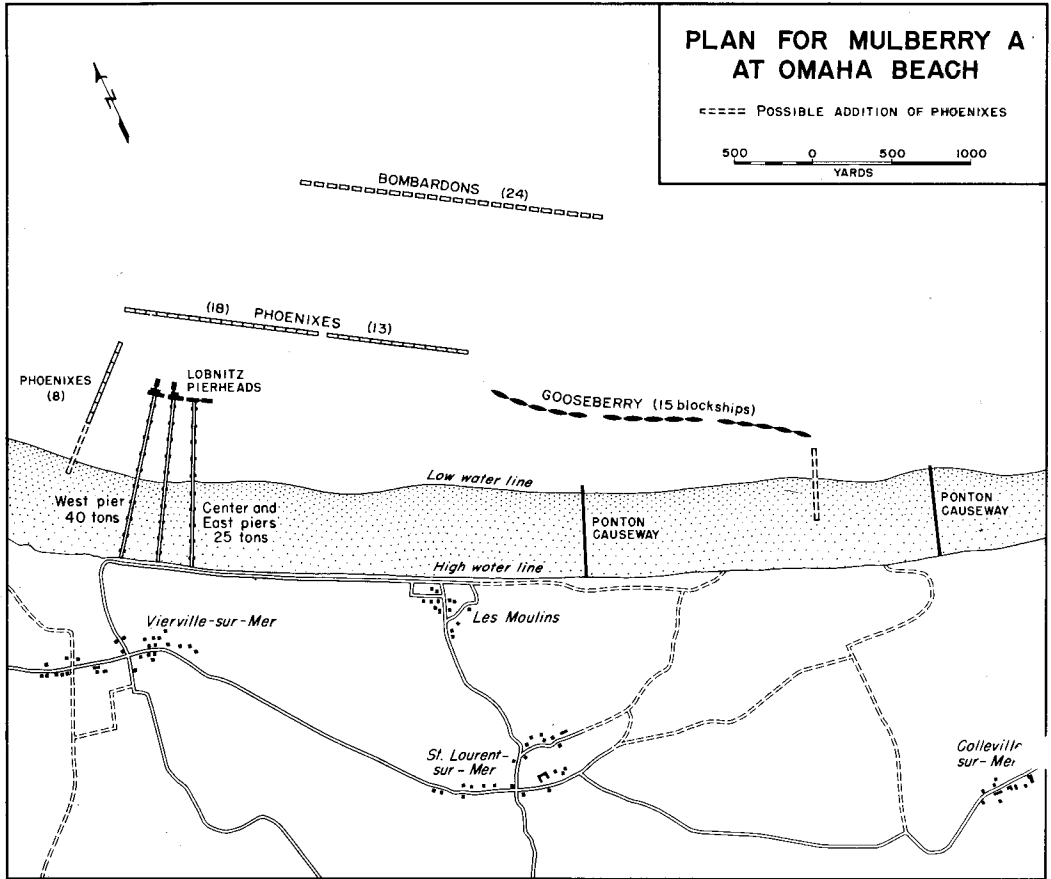 PLAN FOR MULBERRY A
AT OMAHA BEACH
POSSIBLE ADDITION OF PHOENIXES
500 0 500 1000
YARDS
BOMBARDONS (24)
(18) PHOENIXES (13)
PHOENIXES
(8)
LOBNITZ
PIERHEADS
GOOSEBERRY (15 blockships)
Low water line
West pier
40 tons
Center and
East piers
25 tons
PONTON
CAUSEWAY
PONTON
CAUSEWAY
High water line
Vierville-sur-Mer
Les Moulins
St. Lourent-
sur-Mer
Colleville
sur-Mer